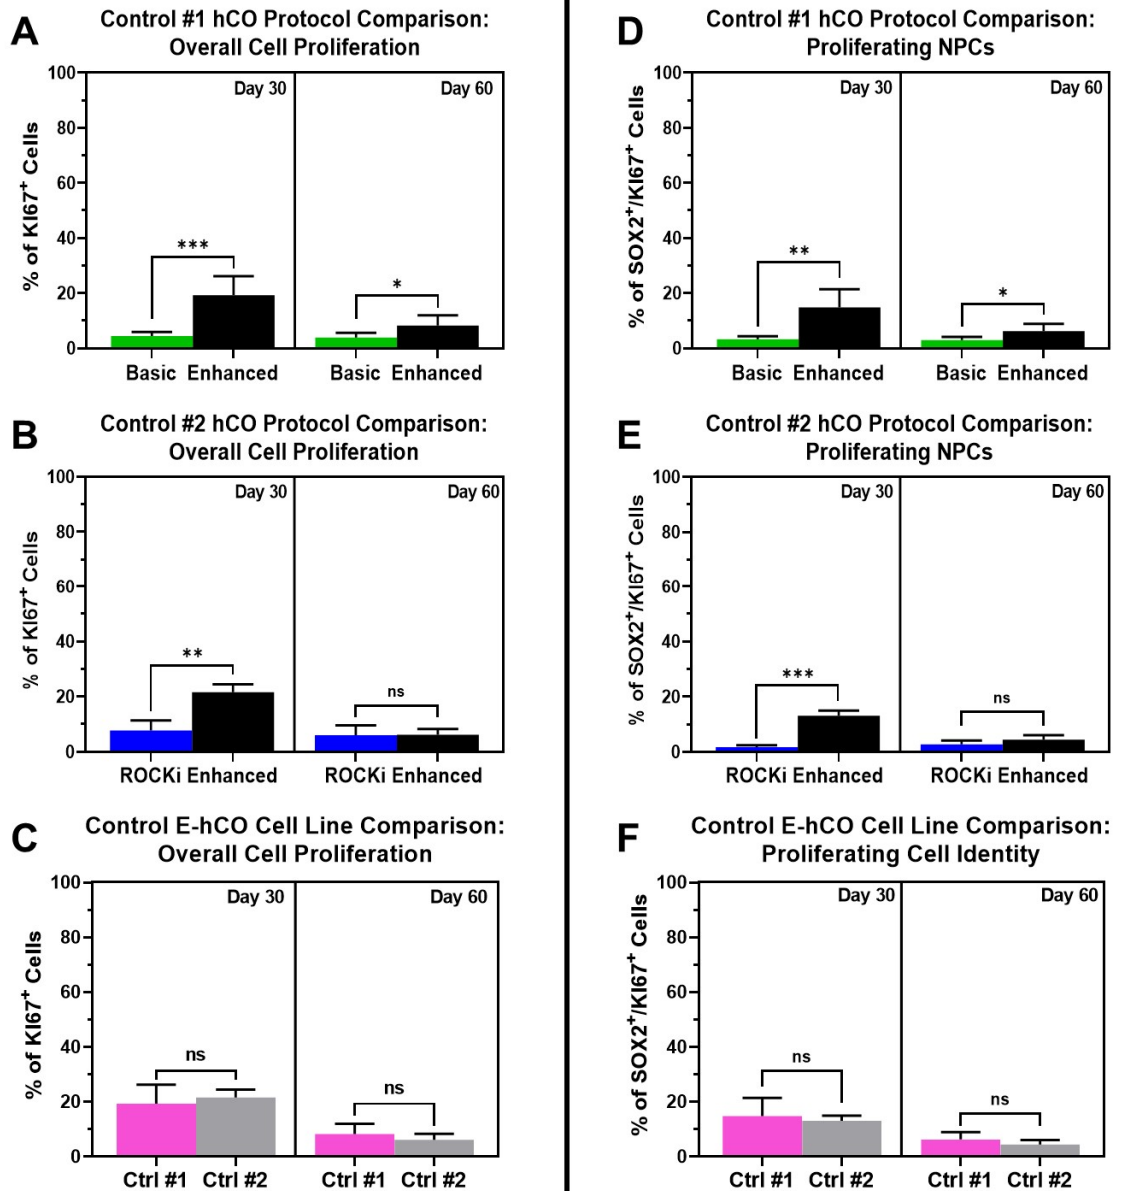 A
Control #1 hCO Protocol Comparison:
Overall Cell Proliferation
% of KI67⁺ Cells
100
80
60
40
20
0
Day 30
Day 60
***
*
Basic Enhanced
Basic Enhanced
B
Control #2 hCO Protocol Comparison:
Overall Cell Proliferation
% of KI67⁺ Cells
100
80
60
40
20
0
Day 30
Day 60
**
ns
ROCKi Enhanced
ROCKi Enhanced
C
Control E-hCO Cell Line Comparison:
Overall Cell Proliferation
% of KI67⁺ Cells
100
80
60
40
20
0
Day 30
Day 60
ns
ns
Ctrl #1 Ctrl #2
Ctrl #1 Ctrl #2
D
Control #1 hCO Protocol Comparison:
Proliferating NPCs
% of SOX2⁺/KI67⁺ Cells
100
80
60
40
20
0
Day 30
Day 60
**
*
Basic Enhanced
Basic Enhanced
E
Control #2 hCO Protocol Comparison:
Proliferating NPCs
% of SOX2⁺/KI67⁺ Cells
100
80
60
40
20
0
Day 30
Day 60
***
ns
ROCKi Enhanced
ROCKi Enhanced
F
Control E-hCO Cell Line Comparison:
Proliferating Cell Identity
% of SOX2⁺/KI67⁺ Cells
100
80
60
40
20
0
Day 30
Day 60
ns
ns
Ctrl #1 Ctrl #2
Ctrl #1 Ctrl #2